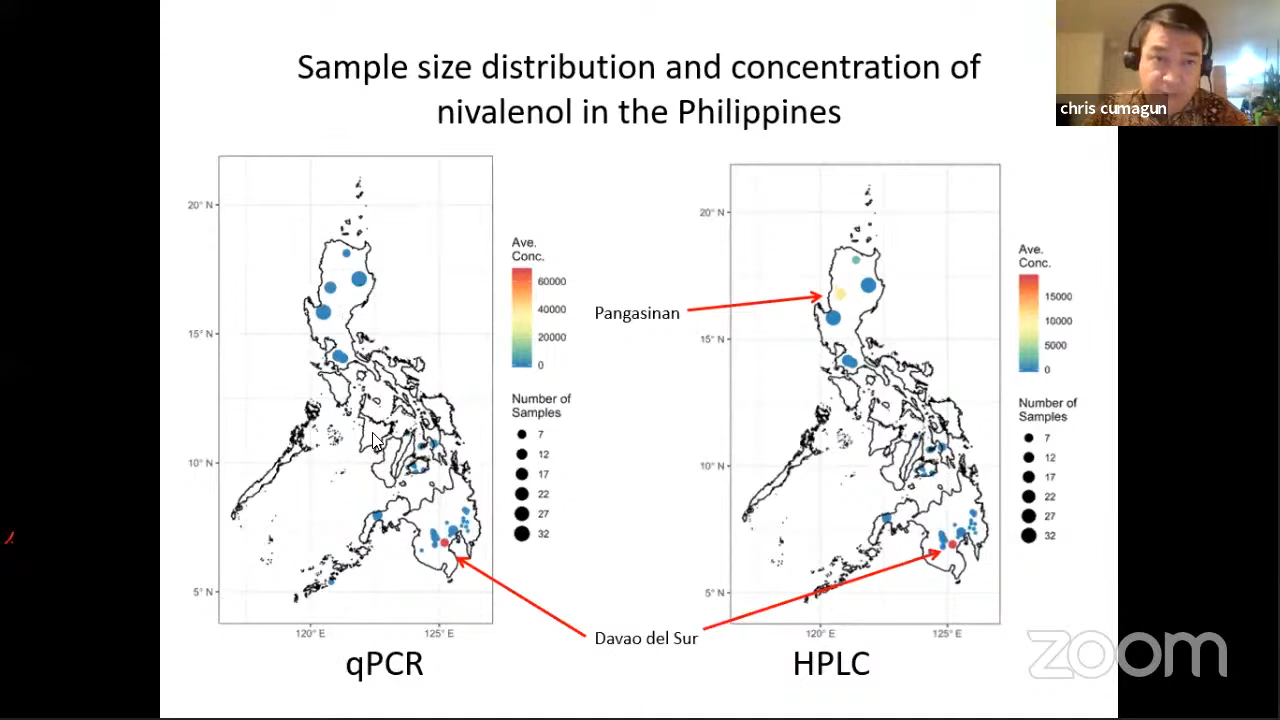 Sample size distribution and concentration of
nivalenol in the Philippines
chris cumagun
20° N
15° N
10° N
5° N
120° E
125° E
Ave.
Conc.
60000
40000
20000
0
Number of
Samples
7
12
17
22
27
32
qPCR
Pangasinan
Davao del Sur
20° N
15° N
10° N
5° N
120° E
125° E
Ave.
Conc.
15000
10000
5000
0
Number of
Samples
7
12
17
22
27
32
HPLC
zoom